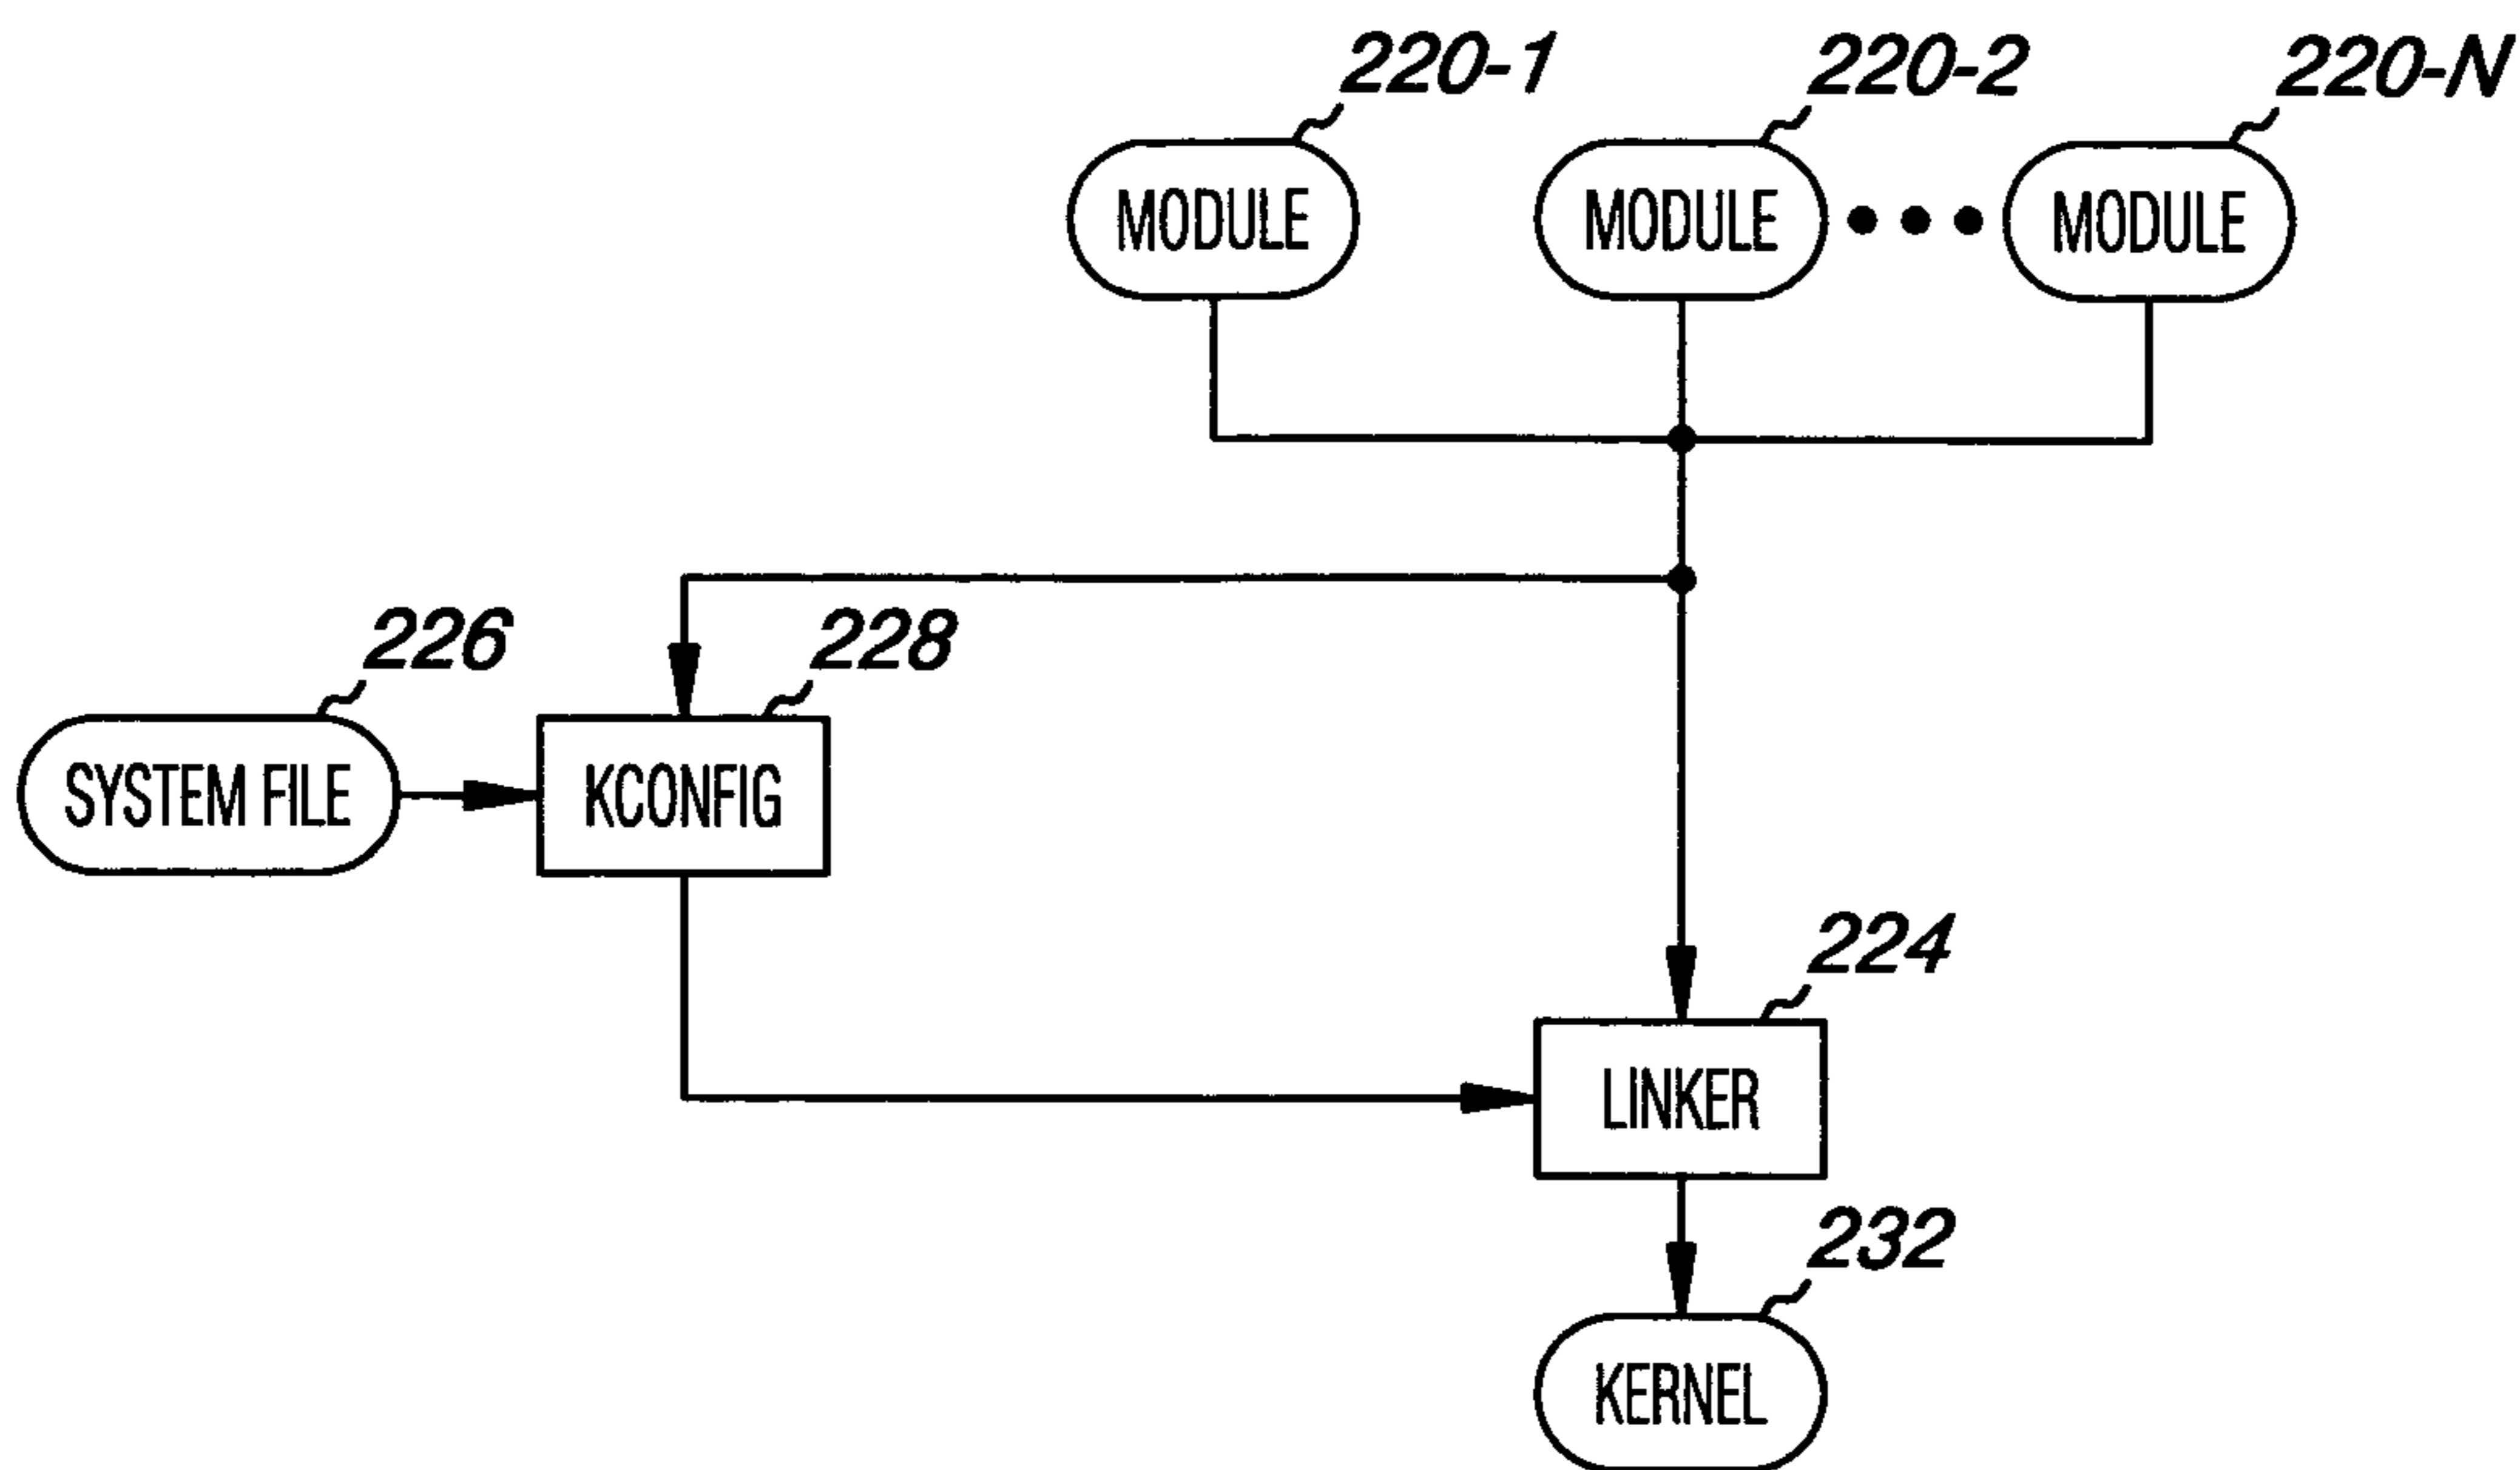 220-1 220-2 220-N
MODULE MODULE MODULE
226 228
SYSTEM FILE KCONFIG
224
LINKER
232
KERNEL